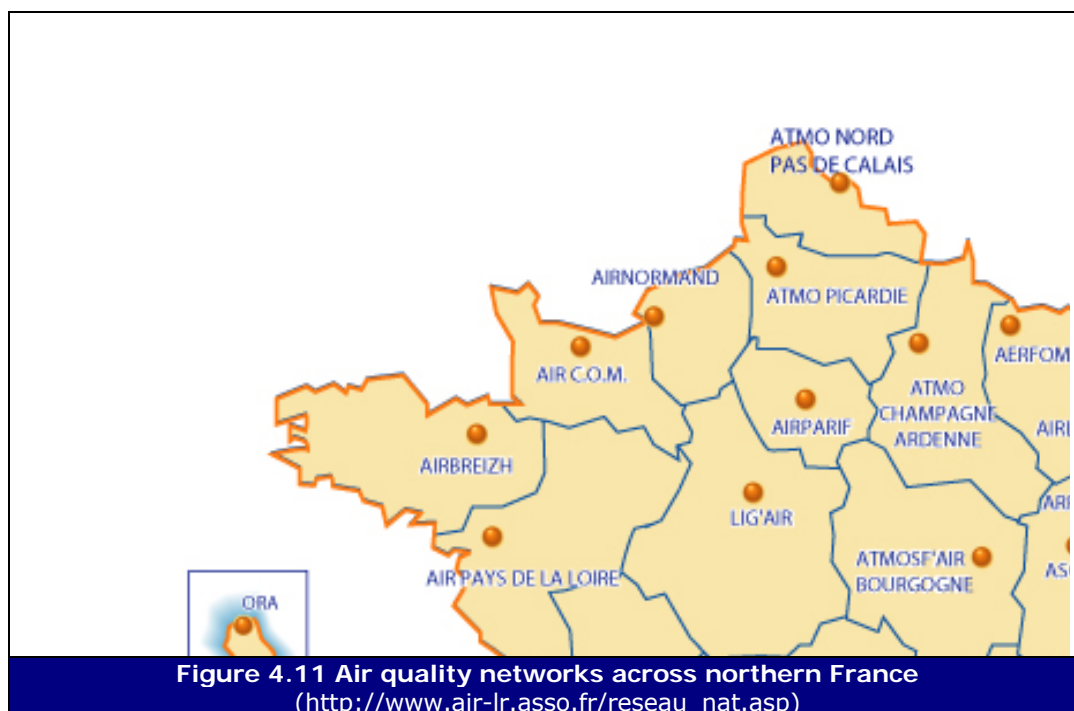 ATMO NORD
PAS DE CALAIS
AIRNORMAND
ATMO PICARDIE
AERFOM
AIR C.O.M.
ATMO
CHAMPAGNE
ARDENNE
AIRPARIF
AIRBREIZH
LIG'AIR
AIR PAYS DE LA LOIRE
ATMOSF'AIR
BOURGOGNE
ORA
Figure 4.11 Air quality networks across northern France
(http://www.air-lr.asso.fr/reseau_nat.asp)